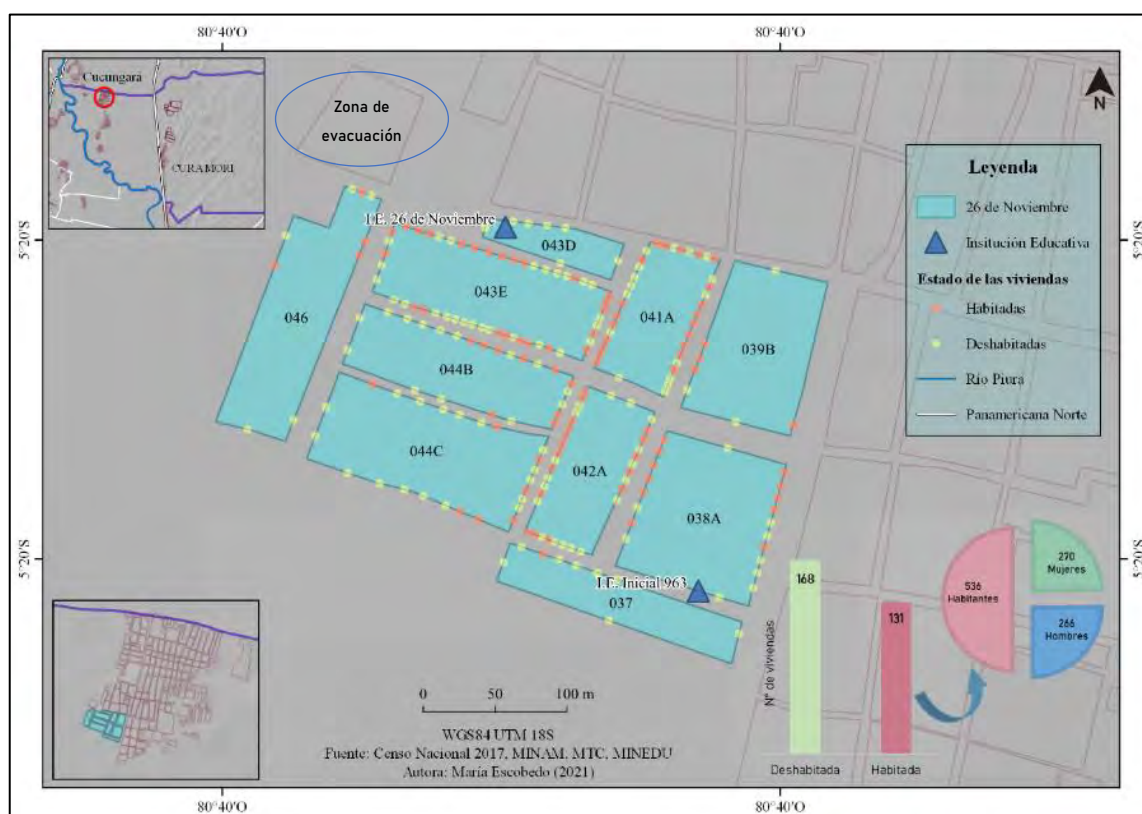 80°40'O
80°40'O
Cucungará
CURAMORI
Zona de
evacuación
N
Leyenda
26 de Noviembre
Insitución Educativa
Estado de las viviendas
Hábitadas
Deshabitadas
Río Piura
Panamericana Norte
5°20'S
5°20'S
I.E. 26 de Noviembre
043D
043E
041A
046
039B
044B
044C
042A
038A
I.E. Inicial 963
037
5°20'S
5°20'S
N° de viviendas
168
131
Deshabitada
Habitada
536
Habitantes
270
Mujeres
266
Hombres
0
50
100 m
WGS84 UTM 18S
Fuente: Censo Nacional 2017, MINAM, MTC, MINEDU
Autora: María Escobedo (2021)
80°40'O
80°40'O